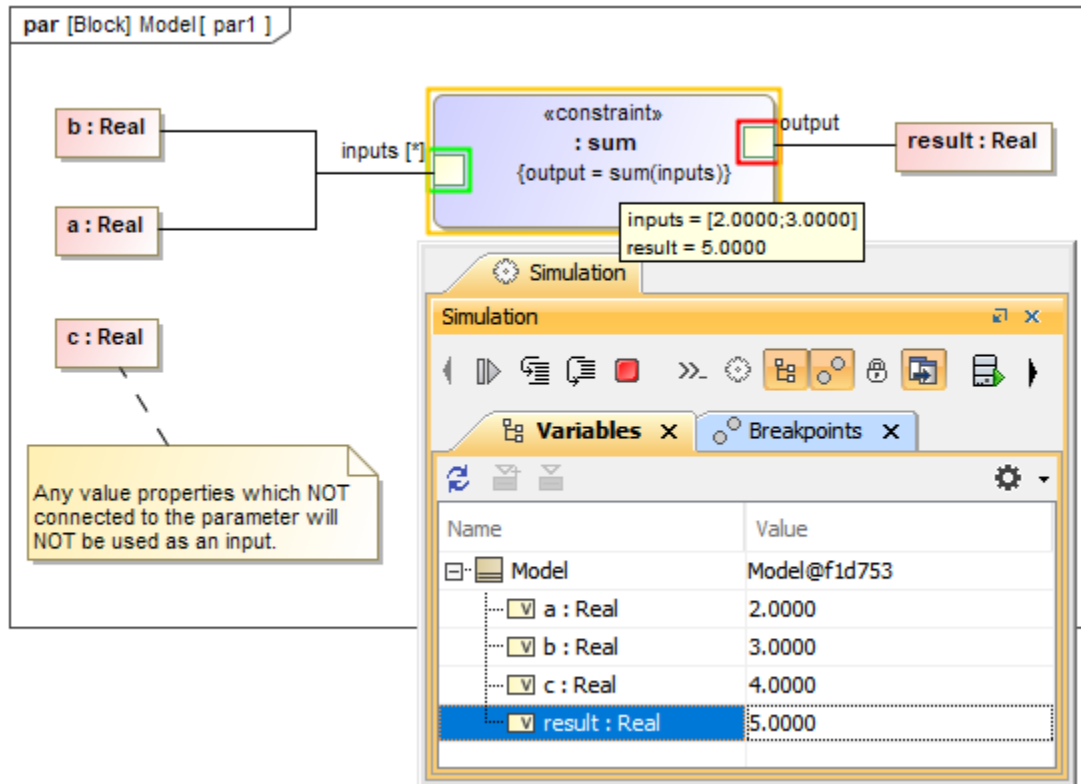 par [Block] Model[ par1 ]
b : Real
a : Real
c : Real
inputs [*]
«constraint»
: sum
{output = sum(inputs)}
output
result : Real
inputs = [2.0000;3.0000]
result = 5.0000
Any value properties which NOT
connected to the parameter will
NOT be used as an input.
Simulation
Simulation
Variables
Breakpoints
Name Value
Model Model@f1d753
a : Real 2.0000
b : Real 3.0000
c : Real 4.0000
result : Real 5.0000